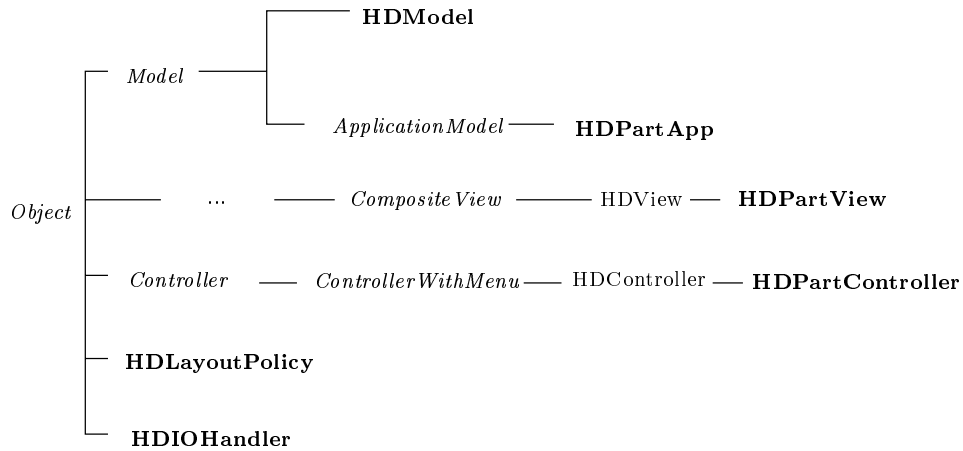 HDModel
Model
ApplicationModel HDPartApp
Object ... CompositeView HDView HDPartView
Controller ControllerWithMenu HDController HDPartController
HDLayoutPolicy
HDIOHandler